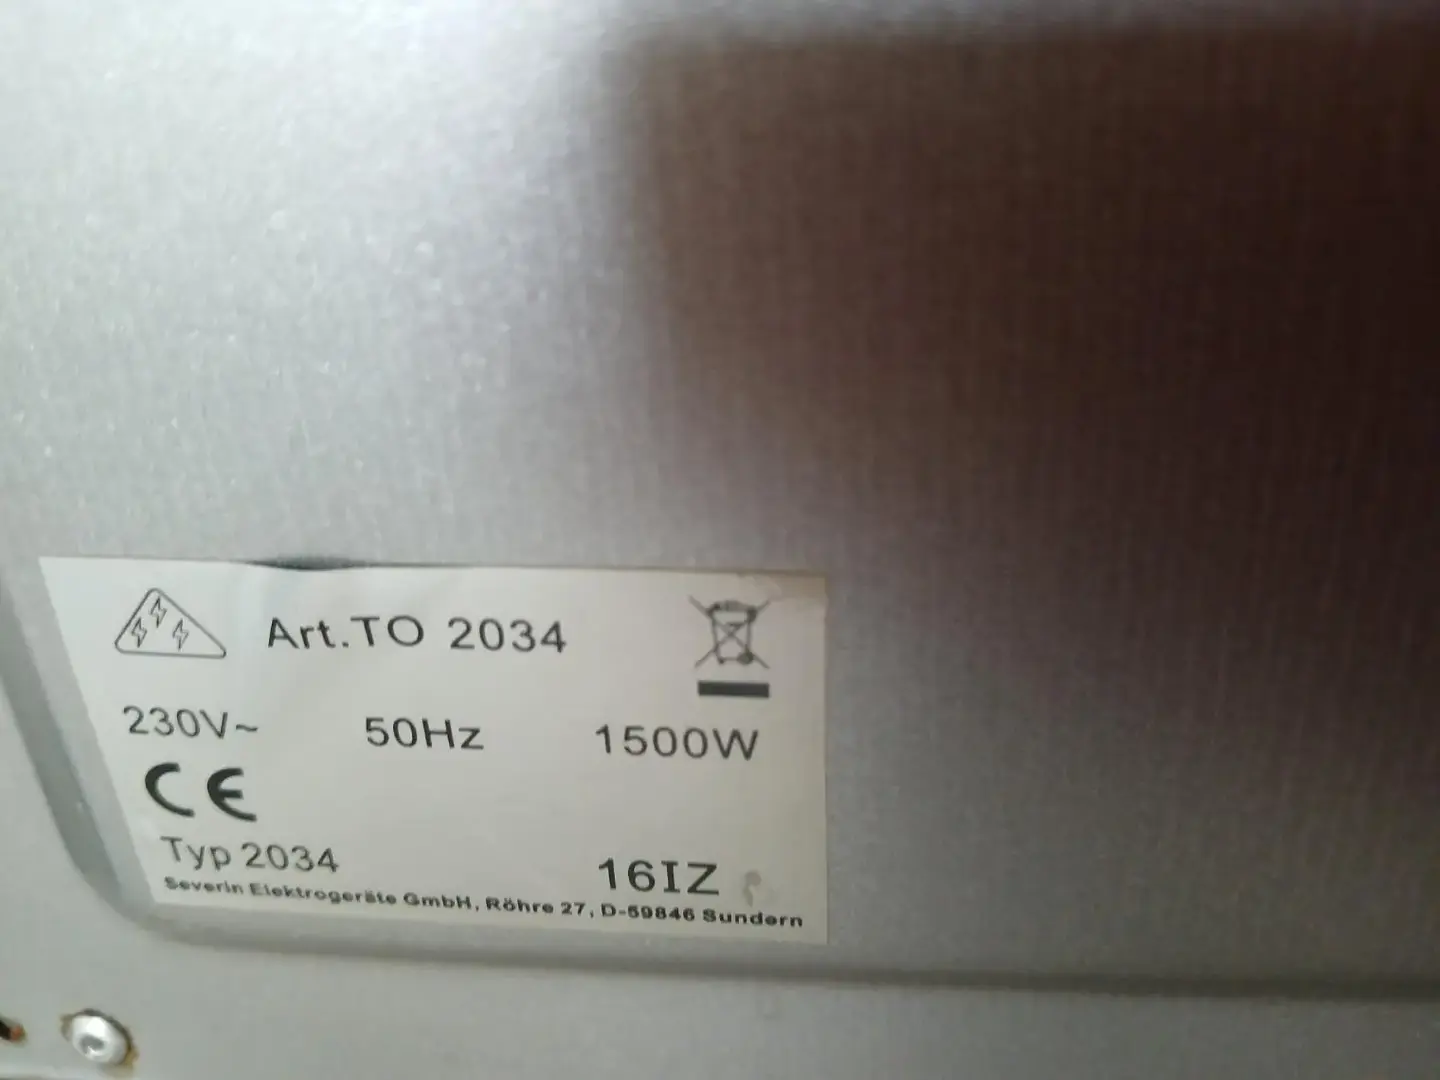 Art.TO 2034
230V~ 50Hz 1500W
CE
Typ 2034 16IZ
Severin Elektrogeräte GmbH, Röhre 27, D-59846 Sundern